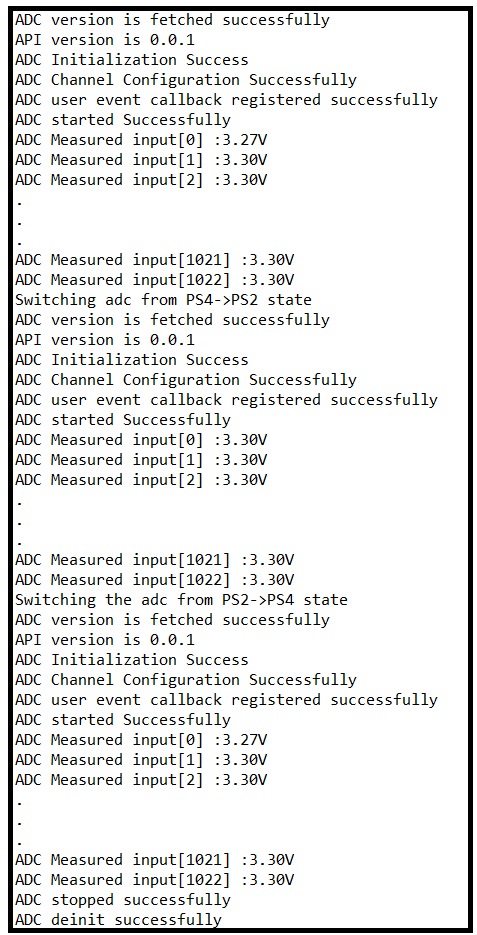 ADC version is fetched successfully
API version is 0.0.1
ADC Initialization Success
ADC Channel Configuration Successfully
ADC user event callback registered successfully
ADC started Successfully
ADC Measured input[0] :3.27V
ADC Measured input[1] :3.30V
ADC Measured input[2] :3.30V
.
.
.
ADC Measured input[1021] :3.30V
ADC Measured input[1022] :3.30V
Switching adc from PS4->PS2 state
ADC version is fetched successfully
API version is 0.0.1
ADC Initialization Success
ADC Channel Configuration Successfully
ADC user event callback registered successfully
ADC started Successfully
ADC Measured input[0] :3.30V
ADC Measured input[1] :3.30V
ADC Measured input[2] :3.30V
.
.
.
ADC Measured input[1021] :3.30V
ADC Measured input[1022] :3.30V
Switching the adc from PS2->PS4 state
ADC version is fetched successfully
API version is 0.0.1
ADC Initialization Success
ADC Channel Configuration Successfully
ADC user event callback registered successfully
ADC started Successfully
ADC Measured input[0] :3.27V
ADC Measured input[1] :3.30V
ADC Measured input[2] :3.30V
.
.
.
ADC Measured input[1021] :3.30V
ADC Measured input[1022] :3.30V
ADC stopped successfully
ADC deinit successfully